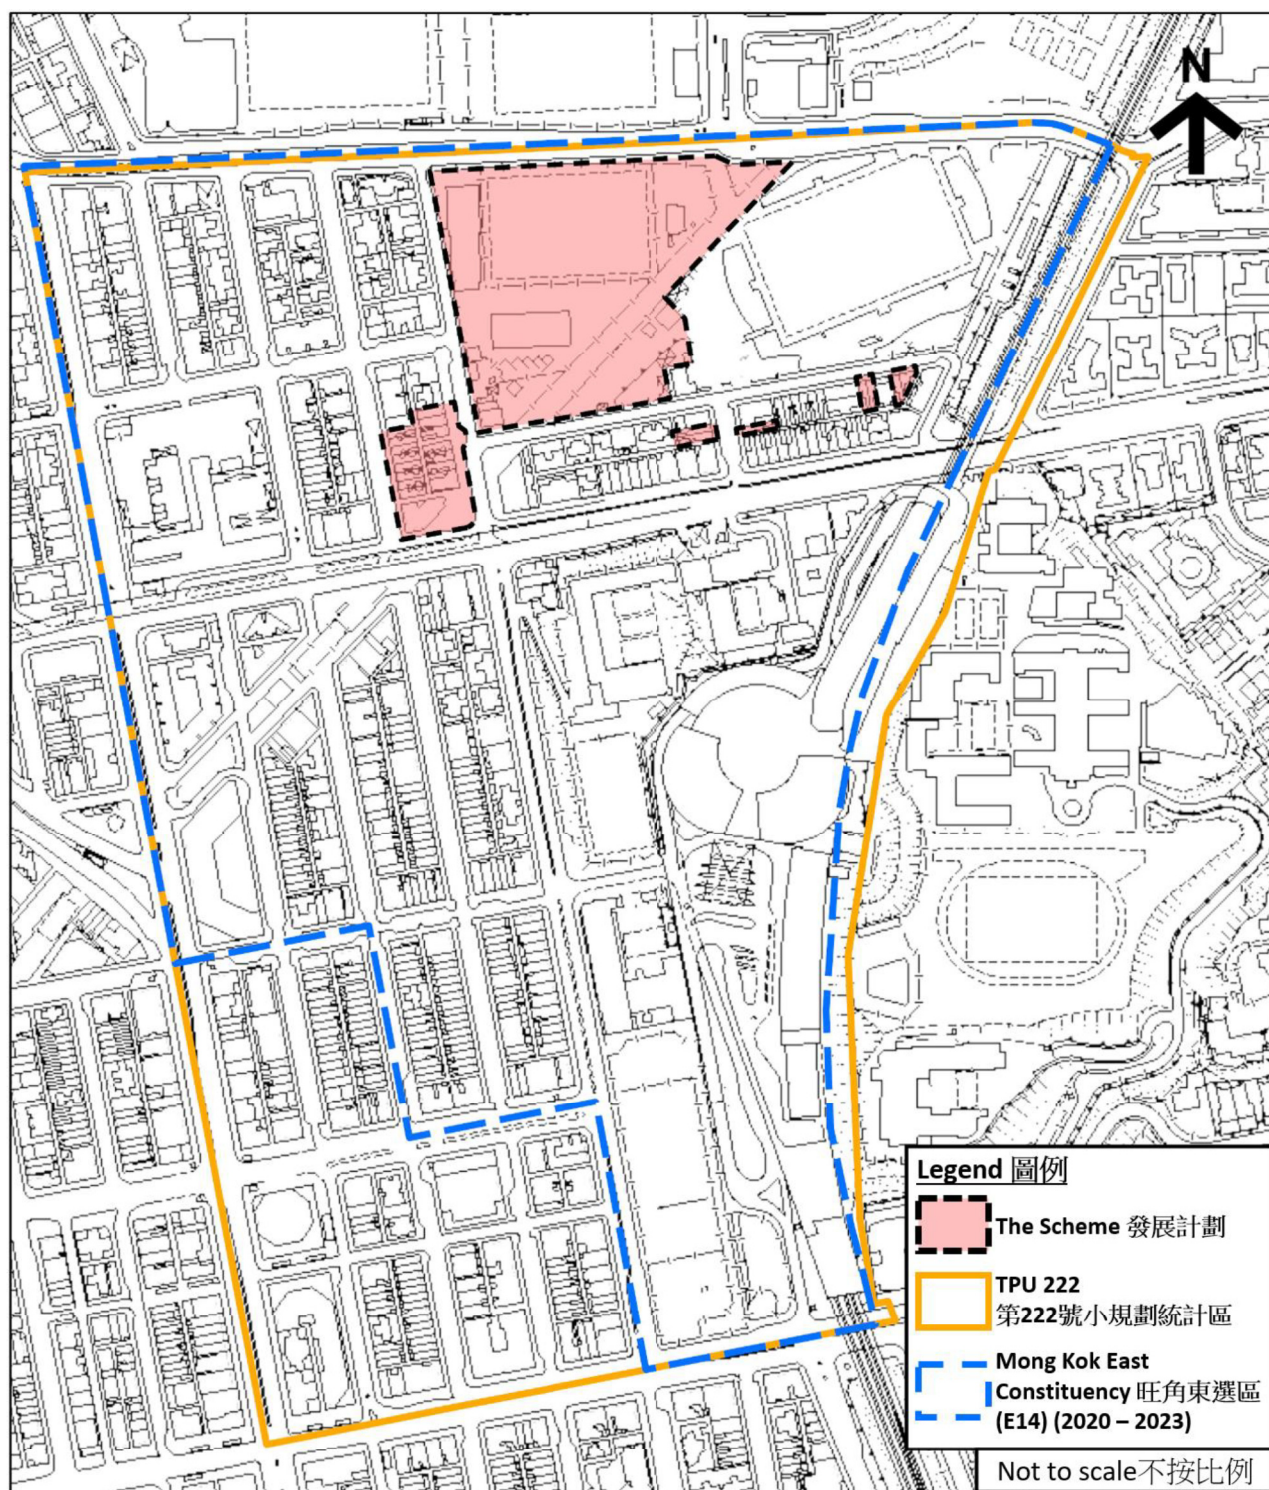 N
Legend 圖例
The Scheme 發展計劃
TPU 222
第222號小規劃統計區
Mong Kok East
Constituency 旺角東選區
(E14) (2020 – 2023)
Not to scale不按比例